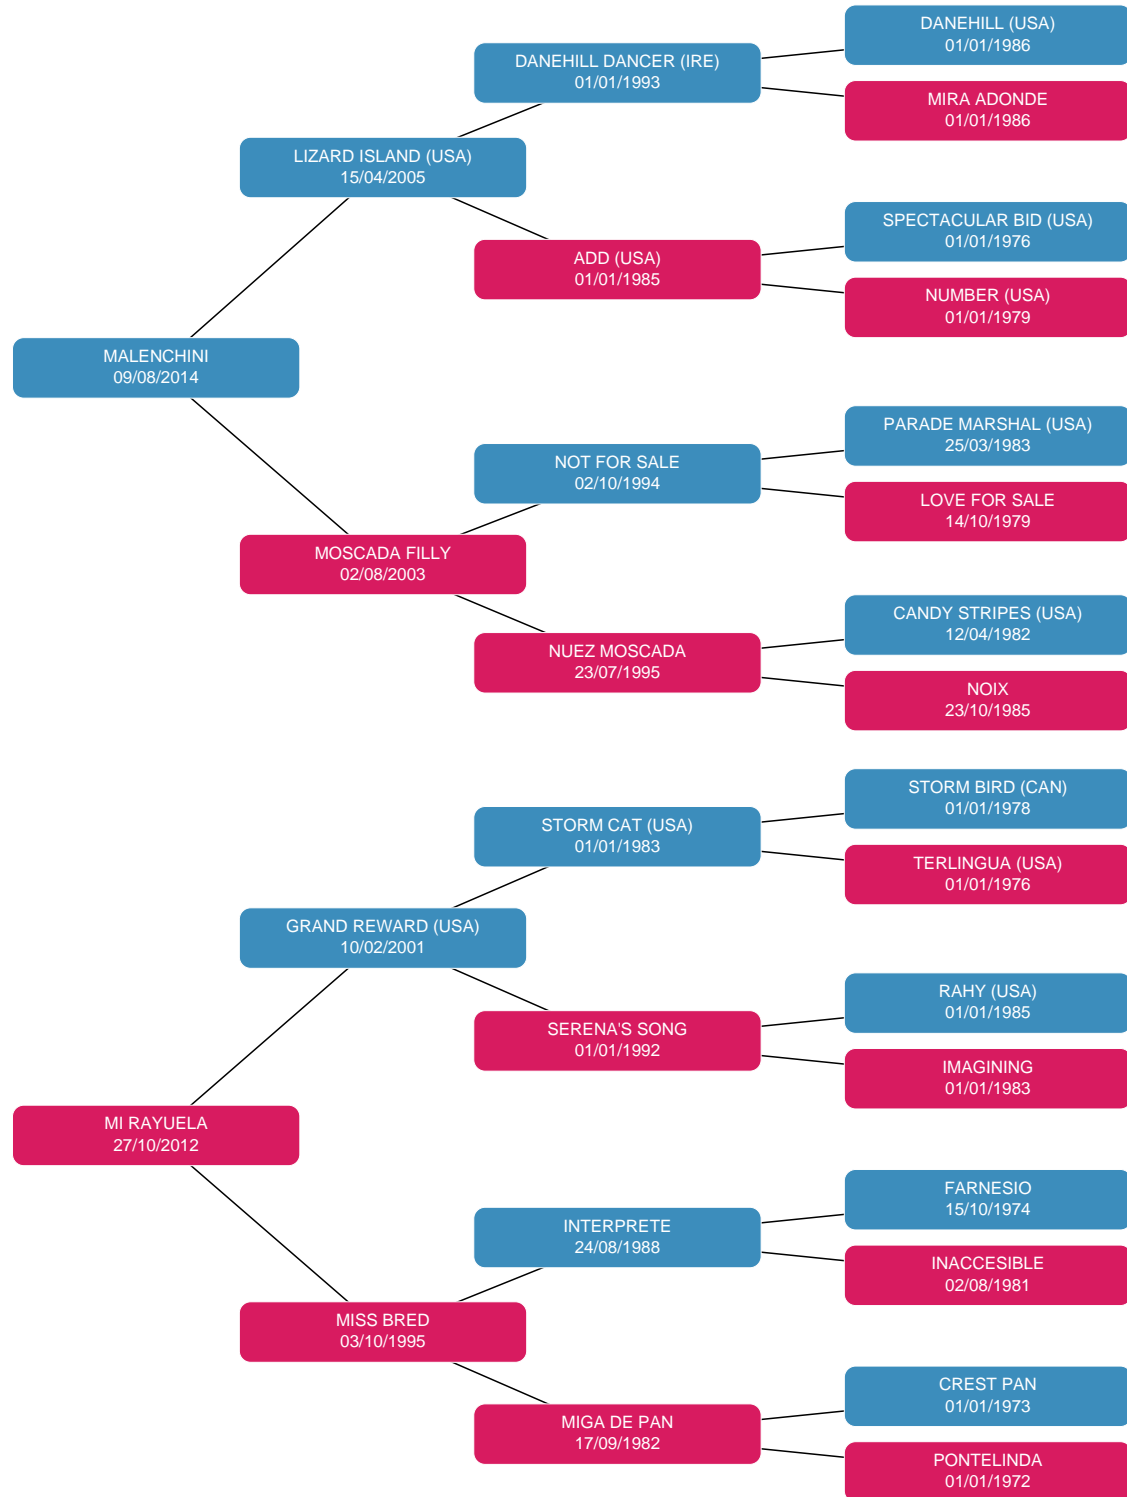 DANEHILL (USA)
01/01/1986
DANEHILL DANCER (IRE)
01/01/1993
MIRA ADONDE
01/01/1986
LIZARD ISLAND (USA)
15/04/2005
SPECTACULAR BID (USA)
01/01/1976
ADD (USA)
01/01/1985
NUMBER (USA)
01/01/1979
MALENCHINI
09/08/2014
PARADE MARSHAL (USA)
25/03/1983
NOT FOR SALE
02/10/1994
LOVE FOR SALE
14/10/1979
MOSCADA FILLY
02/08/2003
CANDY STRIPES (USA)
12/04/1982
NUEZ MOSCADA
23/07/1995
NOIX
23/10/1985
STORM BIRD (CAN)
01/01/1978
STORM CAT (USA)
01/01/1983
TERLINGUA (USA)
01/01/1976
GRAND REWARD (USA)
10/02/2001
RAHY (USA)
01/01/1985
SERENA'S SONG
01/01/1992
IMAGINING
01/01/1983
MI RAYUELA
27/10/2012
FARNESIO
15/10/1974
INTERPRETE
24/08/1988
INACCESIBLE
02/08/1981
MISS BRED
03/10/1995
CREST PAN
01/01/1973
MIGA DE PAN
17/09/1982
PONTELINDA
01/01/1972